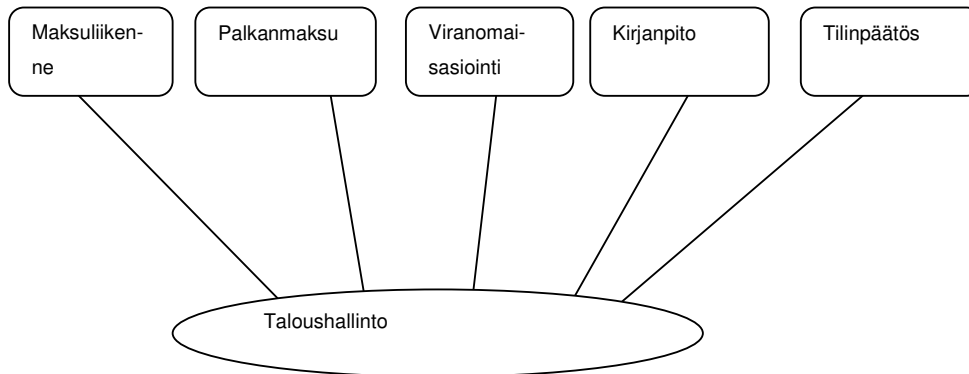 Maksuliiken-
ne
Palkanmaksu
Viranomai-
sasiointi
Kirjanpito
Tilinpäätös
Taloushallinto